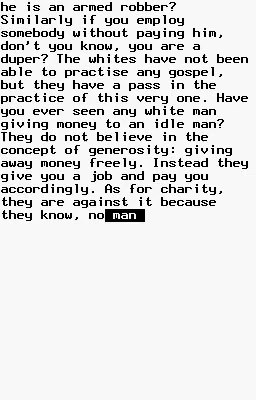 he is an armed robber?
Similarly if you employ
somebody without paying him,
don't you know, you are a
duper? The whites have not been
able to practise any gospel,
but they have a pass in the
practice of this very one. Have
you ever seen any white man
giving money to an idle man?
They do not believe in the
concept of generosity: giving
away money freely. Instead they
give you a job and pay you
accordingly. As for charity,
they are against it because
they know, no man